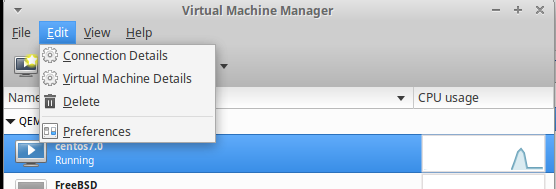 Virtual Machine Manager
File Edit View Help
Connection Details
Virtual Machine Details
Delete
Preferences
Name CPU usage
QEM
centos7.0
Running
FreeBSD